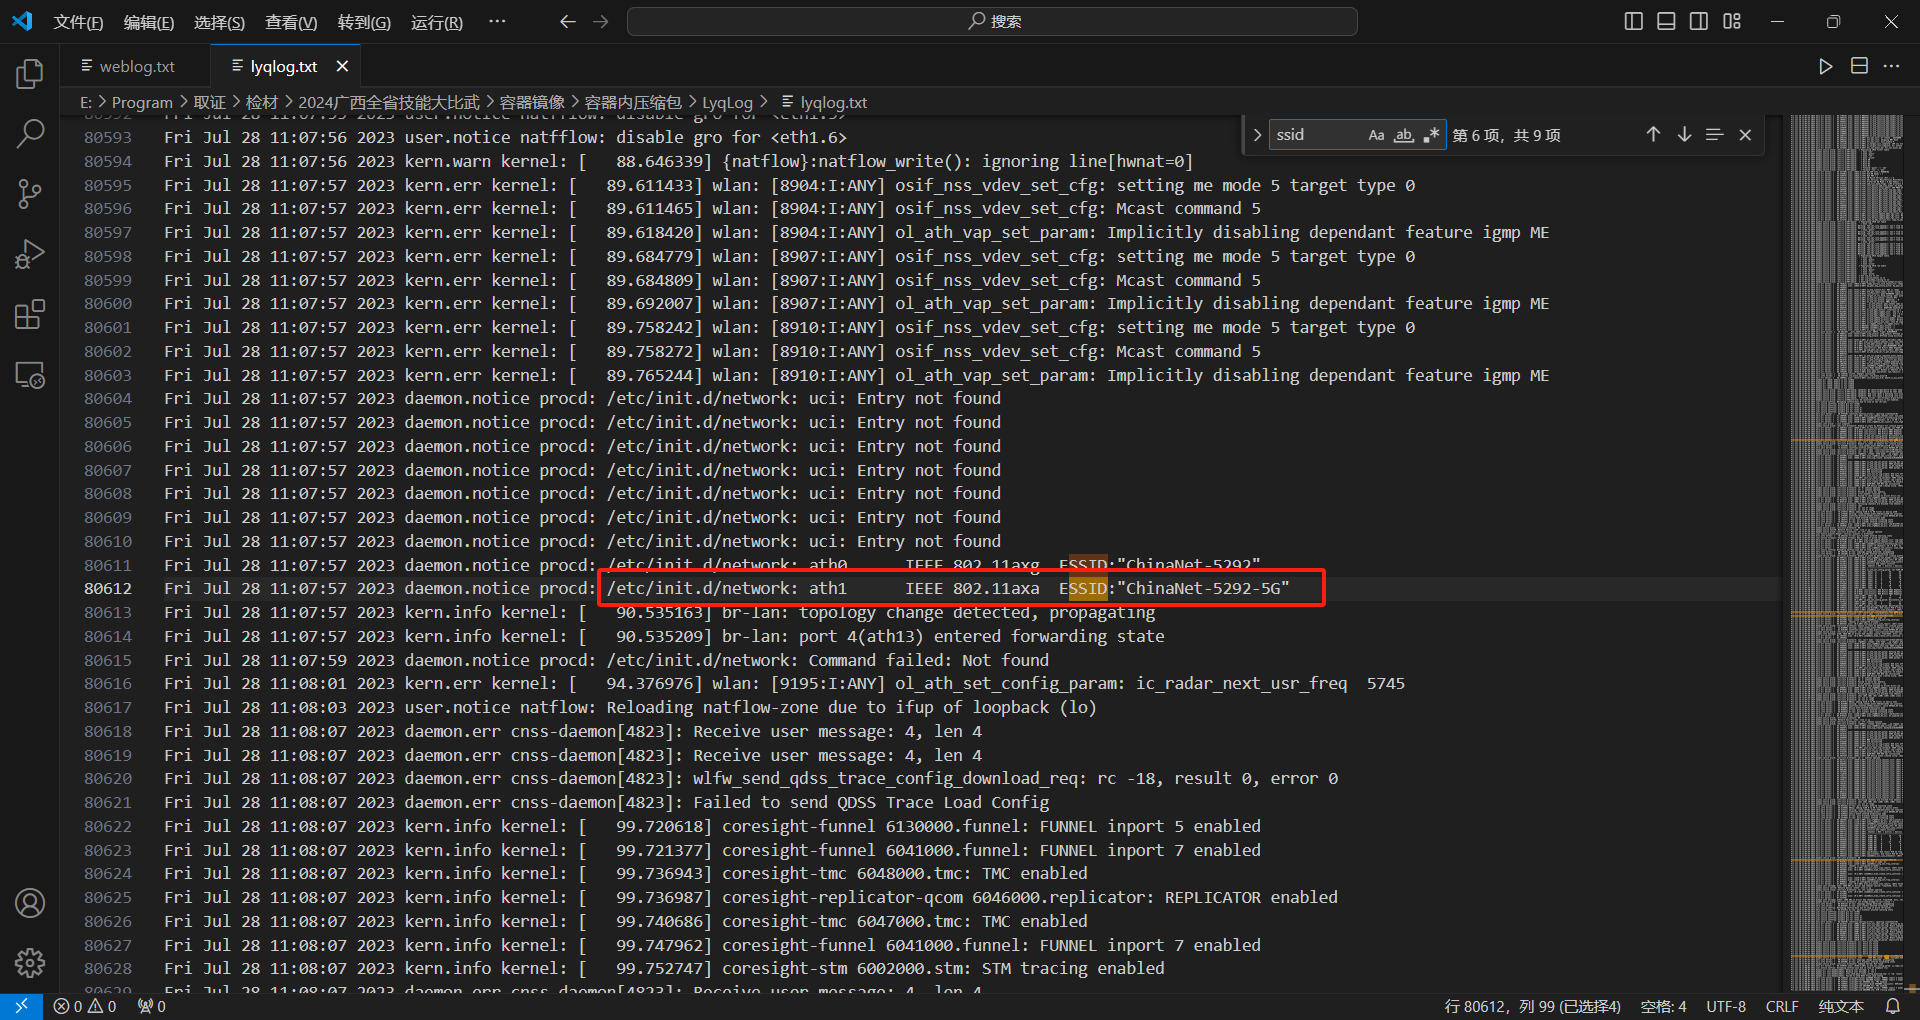 文件(F) 编辑(E) 选择(S) 查看(V) 转到(G) 运行(R) ··· 搜索
weblog.txt lyqlog.txt
E: > Program > 取证 > 检材 > 2024广西全省技能大比武 > 容器镜像 > 容器内压缩包 > LyqLog > lyqlog.txt
ssid Aa ab 第 6 项，共 9 项
80593 Fri Jul 28 11:07:56 2023 user.notice natfflow: disable gro for <eth1.6>
80594 Fri Jul 28 11:07:56 2023 kern.warn kernel: [   88.646339] {natflow}:natflow_write(): ignoring line[hwnat=0]
80595 Fri Jul 28 11:07:57 2023 kern.err kernel: [   89.611433] wlan: [8904:I:ANY] osif_nss_vdev_set_cfg: setting me mode 5 target type 0
80596 Fri Jul 28 11:07:57 2023 kern.err kernel: [   89.611465] wlan: [8904:I:ANY] osif_nss_vdev_set_cfg: Mcast command 5
80597 Fri Jul 28 11:07:57 2023 kern.err kernel: [   89.618420] wlan: [8904:I:ANY] ol_ath_vap_set_param: Implicitly disabling dependant feature igmp ME
80598 Fri Jul 28 11:07:57 2023 kern.err kernel: [   89.684779] wlan: [8907:I:ANY] osif_nss_vdev_set_cfg: setting me mode 5 target type 0
80599 Fri Jul 28 11:07:57 2023 kern.err kernel: [   89.684809] wlan: [8907:I:ANY] osif_nss_vdev_set_cfg: Mcast command 5
80600 Fri Jul 28 11:07:57 2023 kern.err kernel: [   89.692007] wlan: [8907:I:ANY] ol_ath_vap_set_param: Implicitly disabling dependant feature igmp ME
80601 Fri Jul 28 11:07:57 2023 kern.err kernel: [   89.758242] wlan: [8910:I:ANY] osif_nss_vdev_set_cfg: setting me mode 5 target type 0
80602 Fri Jul 28 11:07:57 2023 kern.err kernel: [   89.758272] wlan: [8910:I:ANY] osif_nss_vdev_set_cfg: Mcast command 5
80603 Fri Jul 28 11:07:57 2023 kern.err kernel: [   89.765244] wlan: [8910:I:ANY] ol_ath_vap_set_param: Implicitly disabling dependant feature igmp ME
80604 Fri Jul 28 11:07:57 2023 daemon.notice procd: /etc/init.d/network: uci: Entry not found
80605 Fri Jul 28 11:07:57 2023 daemon.notice procd: /etc/init.d/network: uci: Entry not found
80606 Fri Jul 28 11:07:57 2023 daemon.notice procd: /etc/init.d/network: uci: Entry not found
80607 Fri Jul 28 11:07:57 2023 daemon.notice procd: /etc/init.d/network: uci: Entry not found
80608 Fri Jul 28 11:07:57 2023 daemon.notice procd: /etc/init.d/network: uci: Entry not found
80609 Fri Jul 28 11:07:57 2023 daemon.notice procd: /etc/init.d/network: uci: Entry not found
80610 Fri Jul 28 11:07:57 2023 daemon.notice procd: /etc/init.d/network: uci: Entry not found
80611 Fri Jul 28 11:07:57 2023 daemon.notice procd: /etc/init.d/network: ath0      IEEE 802.11axg  ESSID:"ChinaNet-5292"
80612 Fri Jul 28 11:07:57 2023 daemon.notice procd: /etc/init.d/network: ath1      IEEE 802.11axa  ESSID:"ChinaNet-5292-5G"
80613 Fri Jul 28 11:07:57 2023 kern.info kernel: [   90.535163] br-lan: topology change detected, propagating
80614 Fri Jul 28 11:07:57 2023 kern.info kernel: [   90.535209] br-lan: port 4(ath13) entered forwarding state
80615 Fri Jul 28 11:07:59 2023 daemon.notice procd: /etc/init.d/network: Command failed: Not found
80616 Fri Jul 28 11:08:01 2023 kern.err kernel: [   94.376976] wlan: [9195:I:ANY] ol_ath_set_config_param: ic_radar_next_usr_freq  5745
80617 Fri Jul 28 11:08:03 2023 user.notice natflow: Reloading natflow-zone due to ifup of loopback (lo)
80618 Fri Jul 28 11:08:07 2023 daemon.err cnss-daemon[4823]: Receive user message: 4, len 4
80619 Fri Jul 28 11:08:07 2023 daemon.err cnss-daemon[4823]: Receive user message: 4, len 4
80620 Fri Jul 28 11:08:07 2023 daemon.err cnss-daemon[4823]: wlfw_send_qdss_trace_config_download_req: rc -18, result 0, error 0
80621 Fri Jul 28 11:08:07 2023 daemon.err cnss-daemon[4823]: Failed to send QDSS Trace Load Config
80622 Fri Jul 28 11:08:07 2023 kern.info kernel: [   99.720618] coresight-funnel 6130000.funnel: FUNNEL inport 5 enabled
80623 Fri Jul 28 11:08:07 2023 kern.info kernel: [   99.721377] coresight-funnel 6041000.funnel: FUNNEL inport 7 enabled
80624 Fri Jul 28 11:08:07 2023 kern.info kernel: [   99.736943] coresight-tmc 6048000.tmc: TMC enabled
80625 Fri Jul 28 11:08:07 2023 kern.info kernel: [   99.736987] coresight-replicator-qcom 6046000.replicator: REPLICATOR enabled
80626 Fri Jul 28 11:08:07 2023 kern.info kernel: [   99.740686] coresight-tmc 6047000.tmc: TMC enabled
80627 Fri Jul 28 11:08:07 2023 kern.info kernel: [   99.747962] coresight-funnel 6041000.funnel: FUNNEL inport 7 enabled
80628 Fri Jul 28 11:08:07 2023 kern.info kernel: [   99.752747] coresight-stm 6002000.stm: STM tracing enabled
80629 Fri Jul 28 11:08:07 2023 daemon.err cnss-daemon[4823]: Receive user message: 4, len 4
0 0 0 行 80612，列 99 (已选择4) 空格: 4 UTF-8 CRLF 纯文本